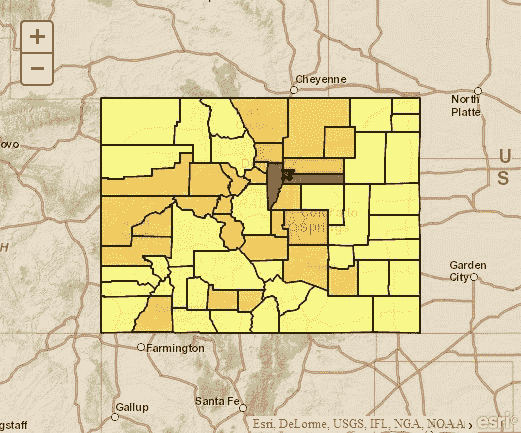 +
−
Cheyenne
North
Platte
ovo
U
S
Colorado
Springs
H
Garden
City
Farmington
Gallup
Santa Fe
gstaff
Esri, DeLorme, USGS, IFL, NGA, NOAA ›
esri